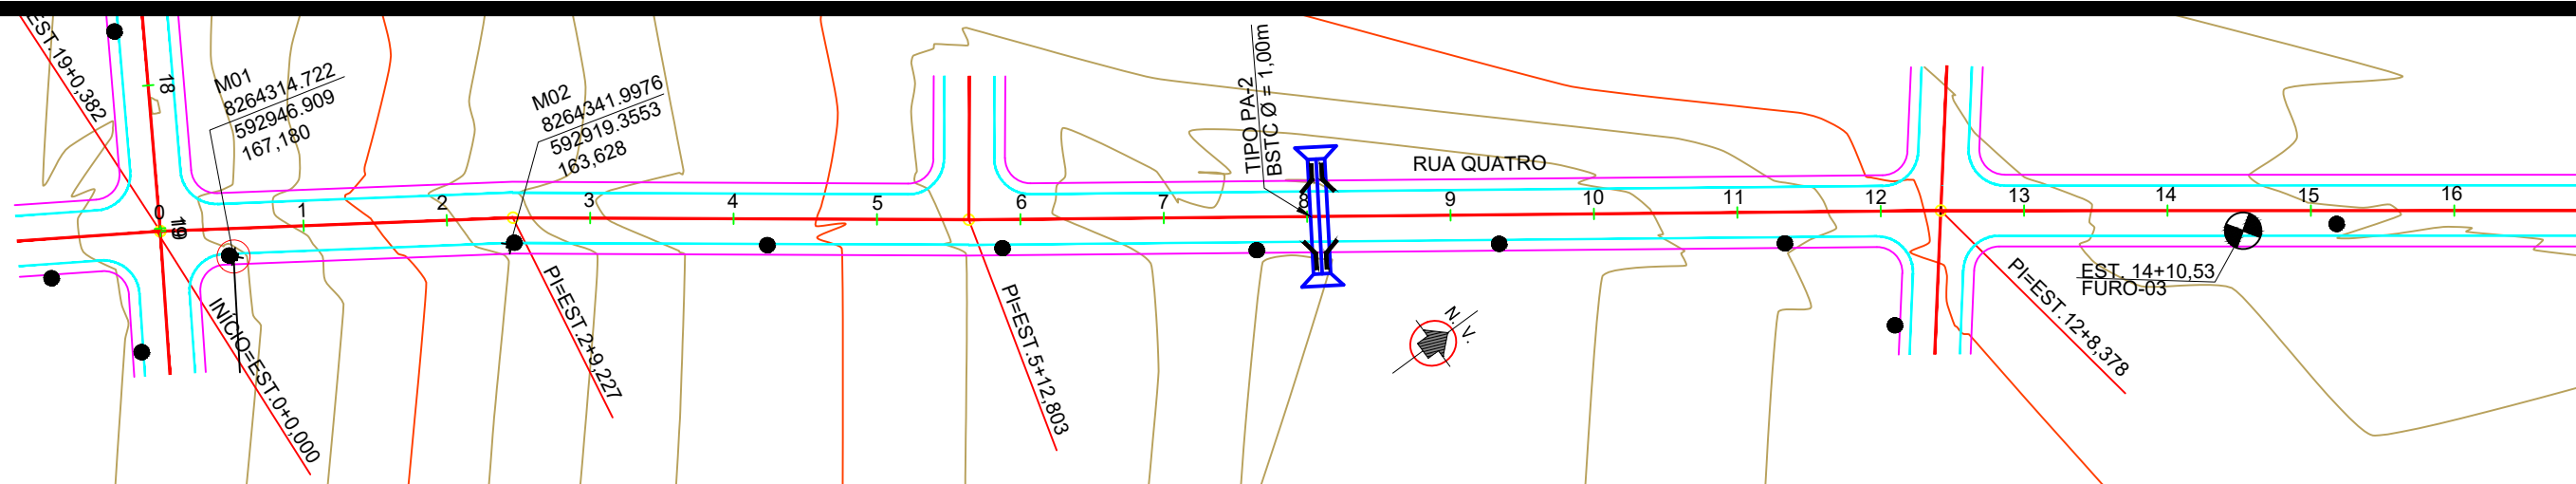 EST.19+0,382
18
M01
8264314.722
592946.909
167,180
M02
8264341.9976
592919.3553
163,628
TIPO PA-2
BSTC Ø = 1,00m
RUA QUATRO
0
19
1
2
3
4
5
6
7
8
9
10
11
12
13
14
15
16
INÍCIO=EST.0+0,000
PI=EST.2+9,227
PI=EST.5+12,803
N. V.
PI=EST.12+8,378
EST. 14+10,53
FURO-03